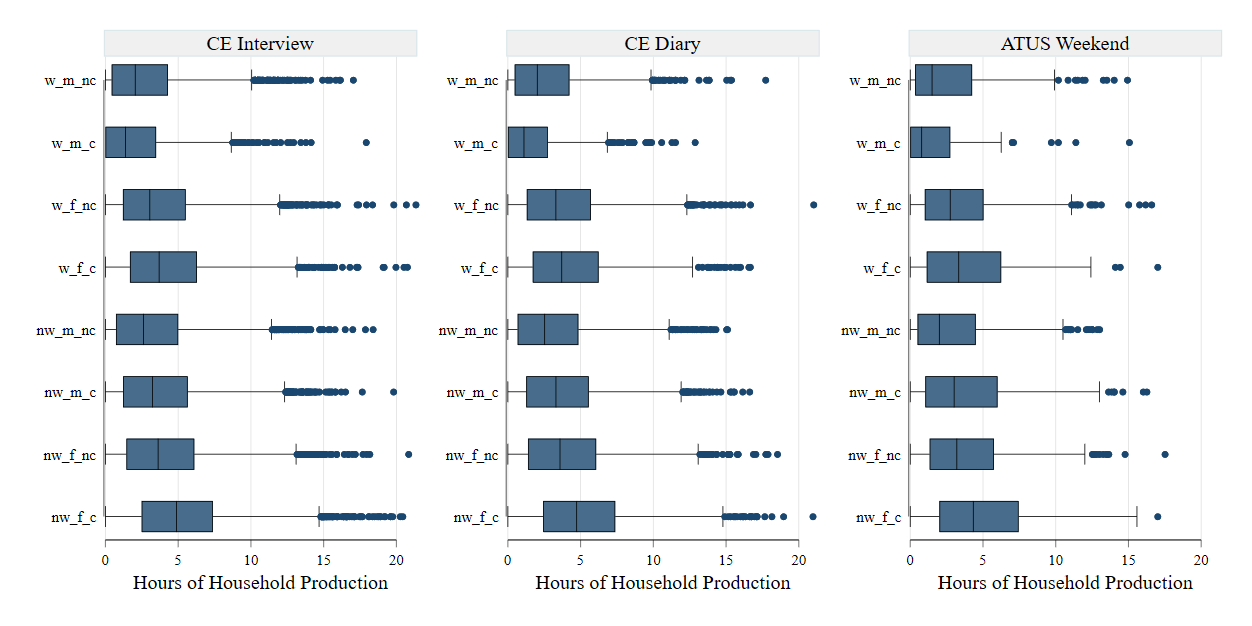 CE Interview
w_m_nc
w_m_c
w_f_nc
w_f_c
nw_m_nc
nw_m_c
nw_f_nc
nw_f_c
0 5 10 15 20
Hours of Household Production
CE Diary
w_m_nc
w_m_c
w_f_nc
w_f_c
nw_m_nc
nw_m_c
nw_f_nc
nw_f_c
0 5 10 15 20
Hours of Household Production
ATUS Weekend
w_m_nc
w_m_c
w_f_nc
w_f_c
nw_m_nc
nw_m_c
nw_f_nc
nw_f_c
0 5 10 15 20
Hours of Household Production